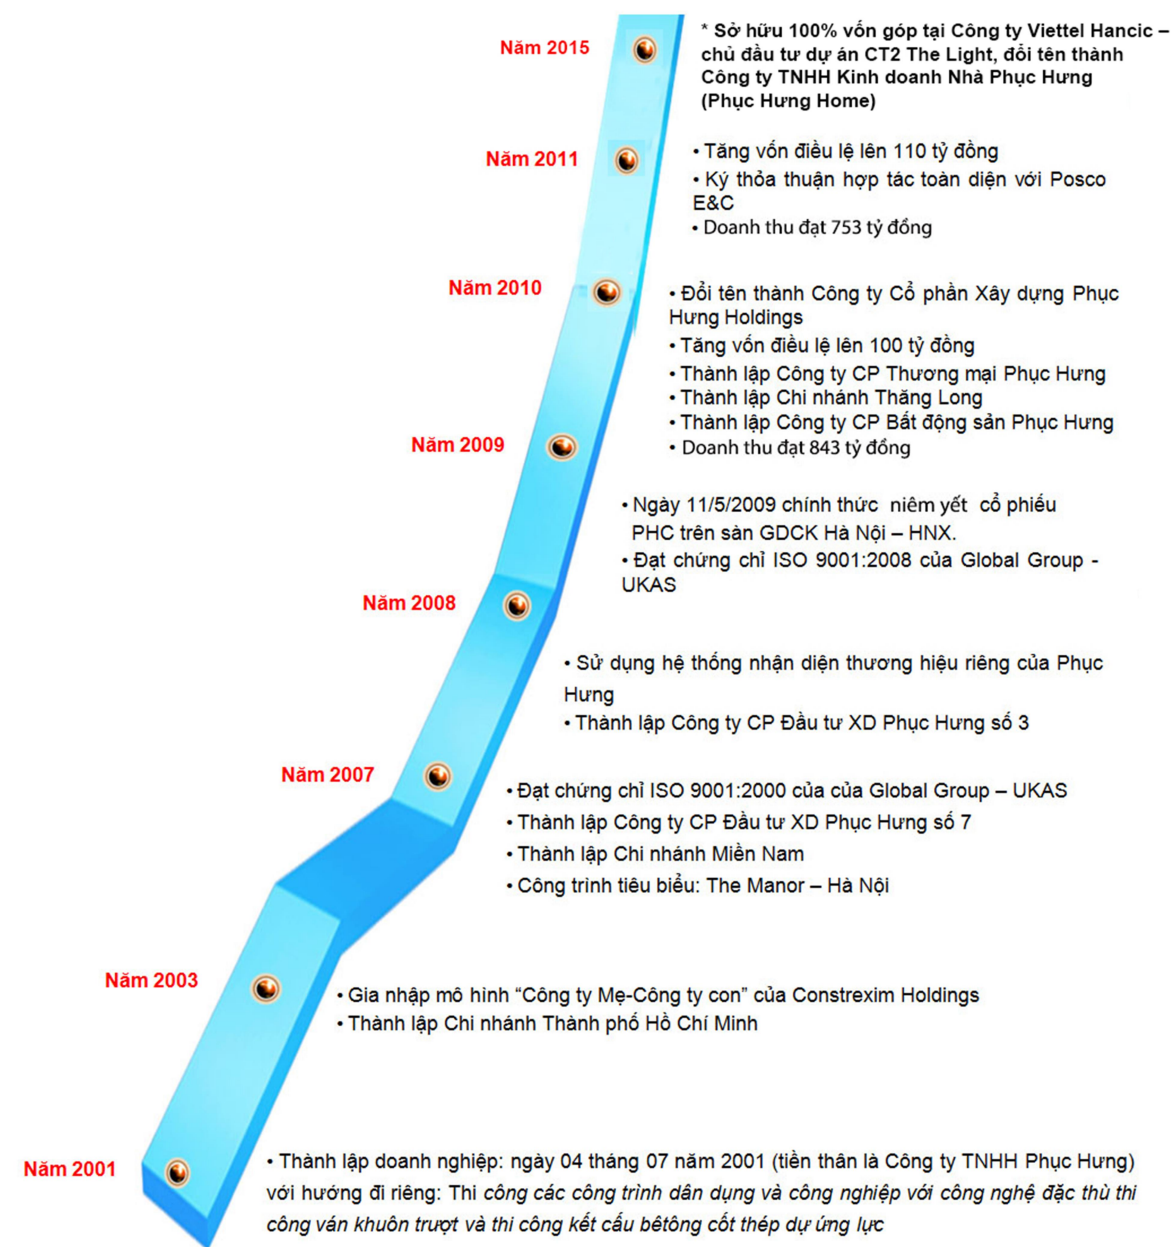 Năm 2015
* Sở hữu 100% vốn góp tại Công ty Viettel Hancic –
chủ đầu tư dự án CT2 The Light, đổi tên thành
Công ty TNHH Kinh doanh Nhà Phục Hưng
(Phục Hưng Home)
Năm 2011
• Tăng vốn điều lệ lên 110 tỷ đồng
• Ký thỏa thuận hợp tác toàn diện với Posco
E&C
• Doanh thu đạt 753 tỷ đồng
Năm 2010
• Đổi tên thành Công ty Cổ phần Xây dựng Phục
Hưng Holdings
• Tăng vốn điều lệ lên 100 tỷ đồng
• Thành lập Công ty CP Thương mại Phục Hưng
• Thành lập Chi nhánh Thăng Long
• Thành lập Công ty CP Bất động sản Phục Hưng
• Doanh thu đạt 843 tỷ đồng
Năm 2009
• Ngày 11/5/2009 chính thức niêm yết cổ phiếu
PHC trên sàn GDCK Hà Nội – HNX.
• Đạt chứng chỉ ISO 9001:2008 của Global Group -
UKAS
Năm 2008
• Sử dụng hệ thống nhận diện thương hiệu riêng của Phục
Hưng
• Thành lập Công ty CP Đầu tư XD Phục Hưng số 3
Năm 2007
• Đạt chứng chỉ ISO 9001:2000 của của Global Group – UKAS
• Thành lập Công ty CP Đầu tư XD Phục Hưng số 7
• Thành lập Chi nhánh Miền Nam
• Công trình tiêu biểu: The Manor – Hà Nội
Năm 2003
• Gia nhập mô hình “Công ty Mẹ-Công ty con” của Constrexim Holdings
• Thành lập Chi nhánh Thành phố Hồ Chí Minh
Năm 2001
• Thành lập doanh nghiệp: ngày 04 tháng 07 năm 2001 (tiền thân là Công ty TNHH Phục Hưng)
với hướng đi riêng: Thi công các công trình dân dụng và công nghiệp với công nghệ đặc thù thi
công ván khuôn trượt và thi công kết cấu bêtông cốt thép dự ứng lực